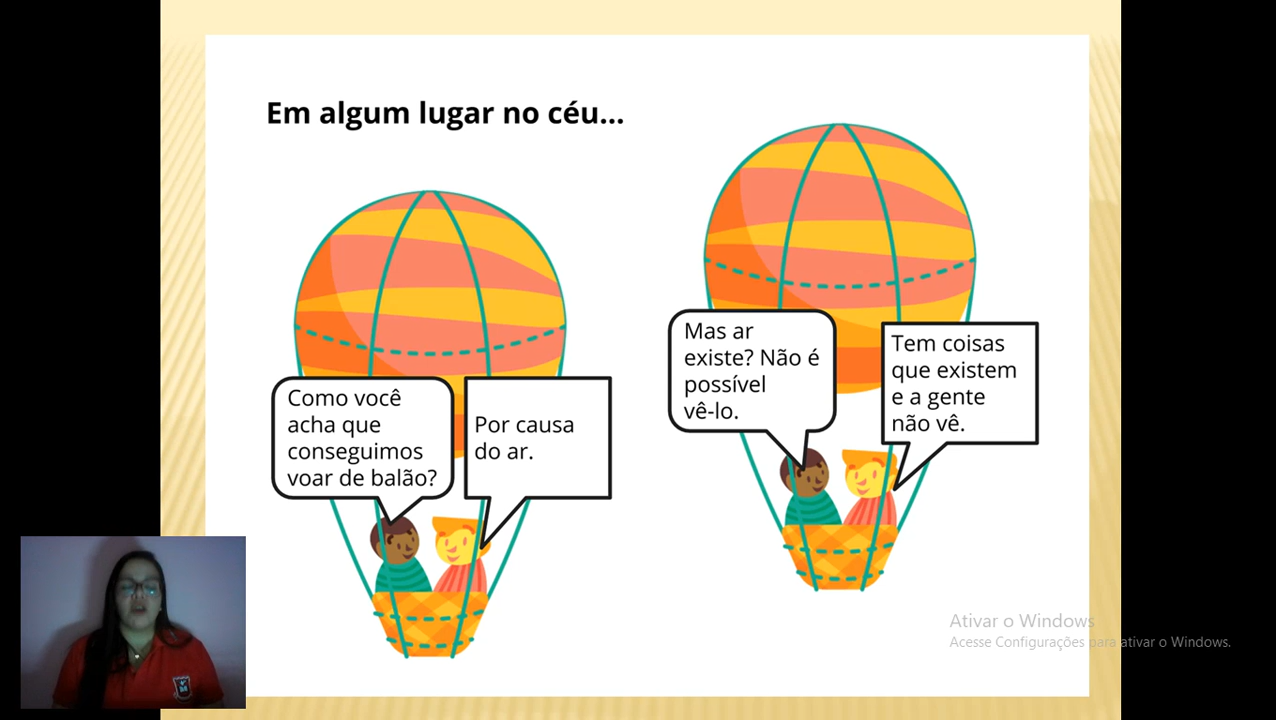 Em algum lugar no céu...
Como você
acha que
conseguimos
voar de balão?
Por causa
do ar.
Mas ar
existe? Não é
possível
vê-lo.
Tem coisas
que existem
e a gente
não vê.
Ativar o Windows
Acesse Configurações para ativar o Windows.